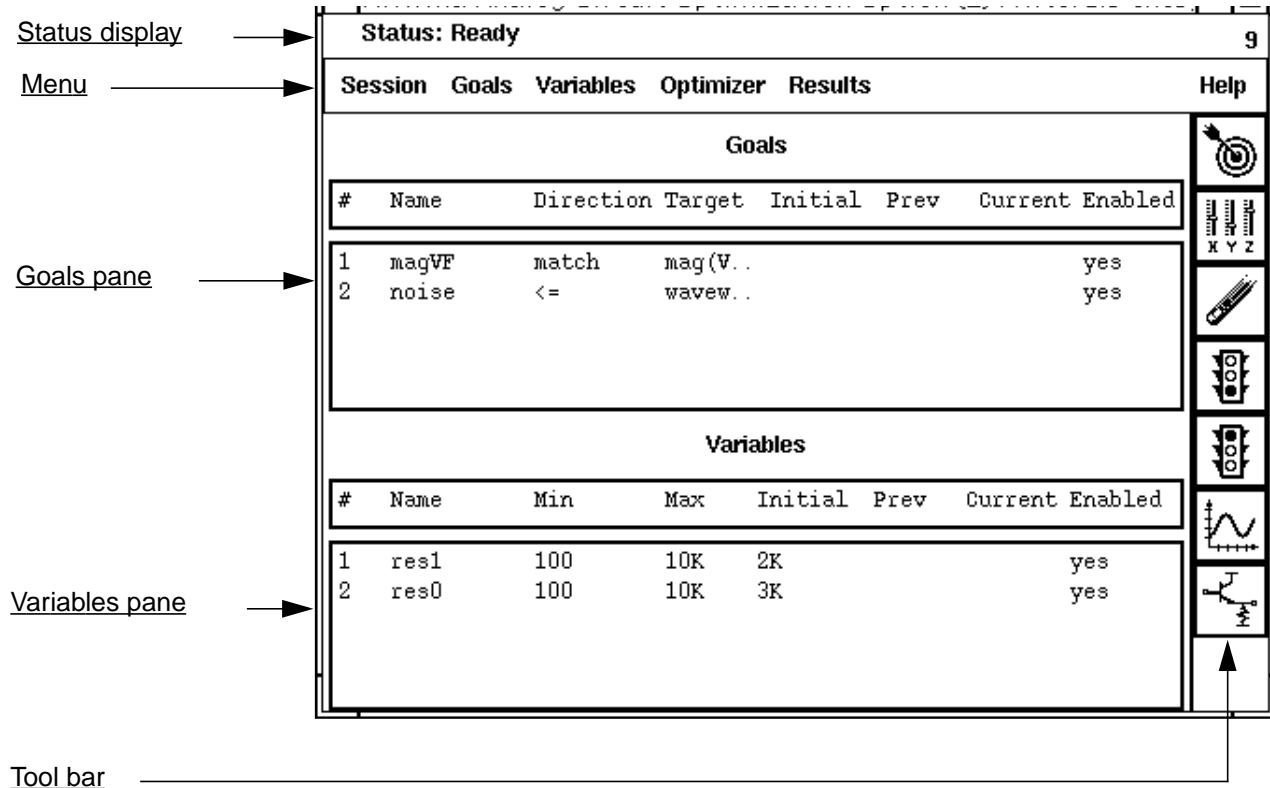 Status display
Status: Ready 9
Menu
Session Goals Variables Optimizer Results Help
Goals
# Name Direction Target Initial Prev Current Enabled
X Y Z
Goals pane
1 magVF match mag(V.. yes
2 noise <= wavew.. yes
Variables
# Name Min Max Initial Prev Current Enabled
1 res1 100 10K 2K yes
2 res0 100 10K 3K yes
Variables pane
Tool bar